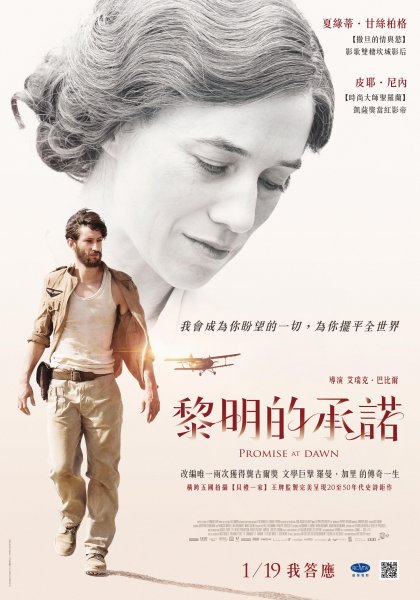 夏綠蒂·甘絲柏格
【撒旦的情與慾】
影歌雙棲坎城影后
皮耶·尼內
【時尚大師聖羅蘭】
凱薩獎當紅影帝
我會成為你盼望的一切，為你擺平全世界
導演 艾瑞克·巴比爾
黎明的承諾
PROMISE AT DAWN
改編唯一兩次獲得龔古爾獎 文學巨擘 羅曼·加里 的傳奇一生
橫跨五國拍攝【貝禮一家】王牌監製完美呈現20至50年代史詩鉅作
1/19 我答應